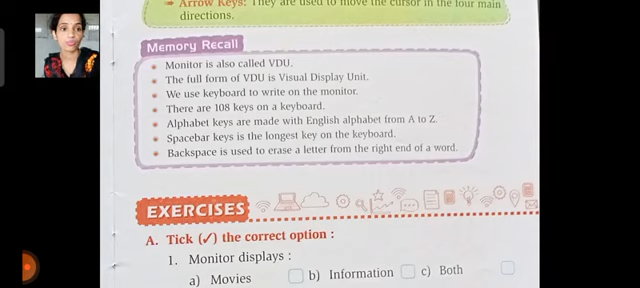 ➠ Arrow Keys: They are used to move the cursor in the four main
directions.
Memory Recall
• Monitor is also called VDU.
• The full form of VDU is Visual Display Unit.
• We use keyboard to write on the monitor.
• There are 108 keys on a keyboard.
• Alphabet keys are made with English alphabet from A to Z.
• Spacebar keys is the longest key on the keyboard.
• Backspace is used to erase a letter from the right end of a word.
EXERCISES
A. Tick (✓) the correct option :
1. Monitor displays :
a) Movies b) Information c) Both